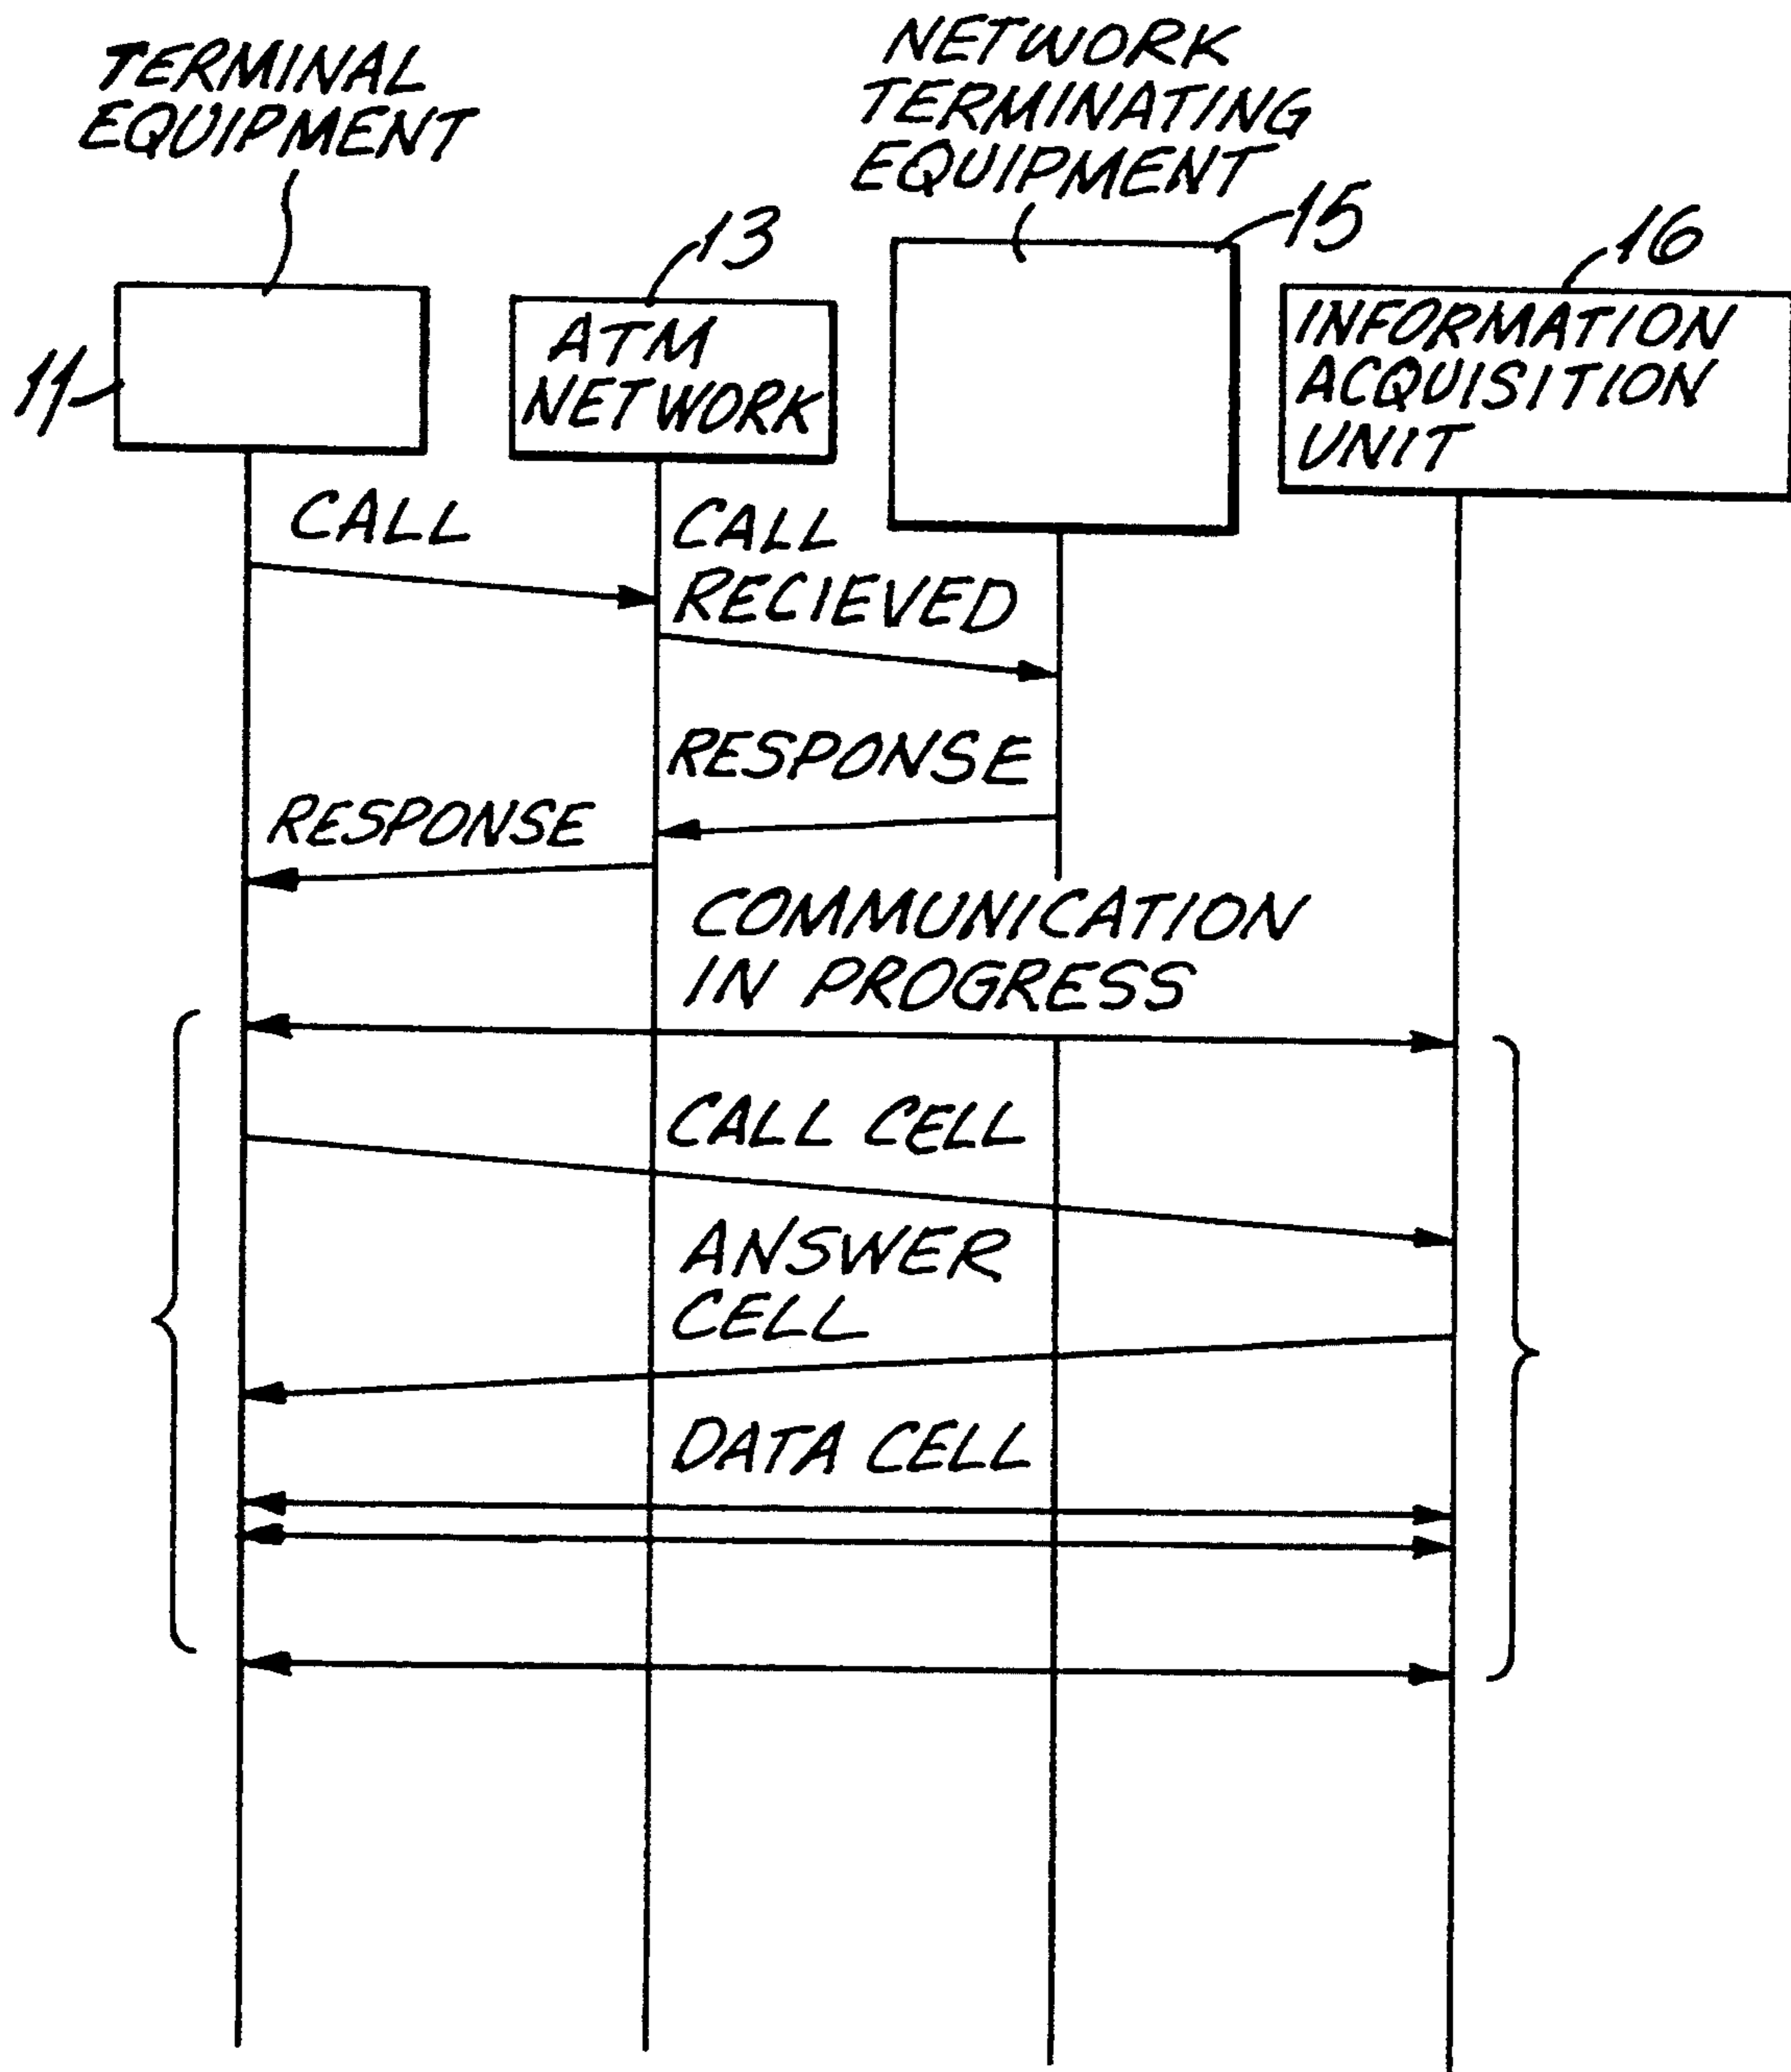 TERMINAL
EQUIPMENT
NETWORK
TERMINATING
EQUIPMENT
11
13
15
16
ATM
NETWORK
INFORMATION
ACQUISITION
UNIT
CALL
CALL
RECIEVED
RESPONSE
RESPONSE
COMMUNICATION
IN PROGRESS
CALL CELL
ANSWER
CELL
DATA CELL